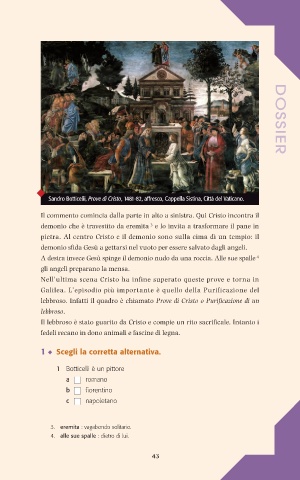 DOSSIER
Sandro Botticelli, Prove di Cristo, 1481-82, affresco, Cappella Sistina, Città del Vaticano.
Il commento comincia dalla parte in alto a sinistra. Qui Cristo incontra il
demonio che è travestito da eremita 3 e lo invita a trasformare il pane in
pietra. Al centro Cristo e il demonio sono sulla cima di un tempio: il
demonio sfida Gesù a gettarsi nel vuoto per essere salvato dagli angeli.
A destra invece Gesù spinge il demonio nudo da una roccia. Alle sue spalle 4
gli angeli preparano la mensa.
Nell'ultima scena Cristo ha infine superato queste prove e torna in
Galilea. L'episodio più importante è quello della Purificazione del
lebbroso. Infatti il quadro è chiamato Prove di Cristo o Purificazione di un
lebbroso.
Il lebbroso è stato guarito da Cristo e compie un rito sacrificale. Intanto i
fedeli recano in dono animali e fascine di legna.
1 Scegli la corretta alternativa.
1 Botticelli è un pittore
a romano
b fiorentino
c napoletano
3. eremita : vagabondo solitario.
4. alle sue spalle : dietro di lui.
43